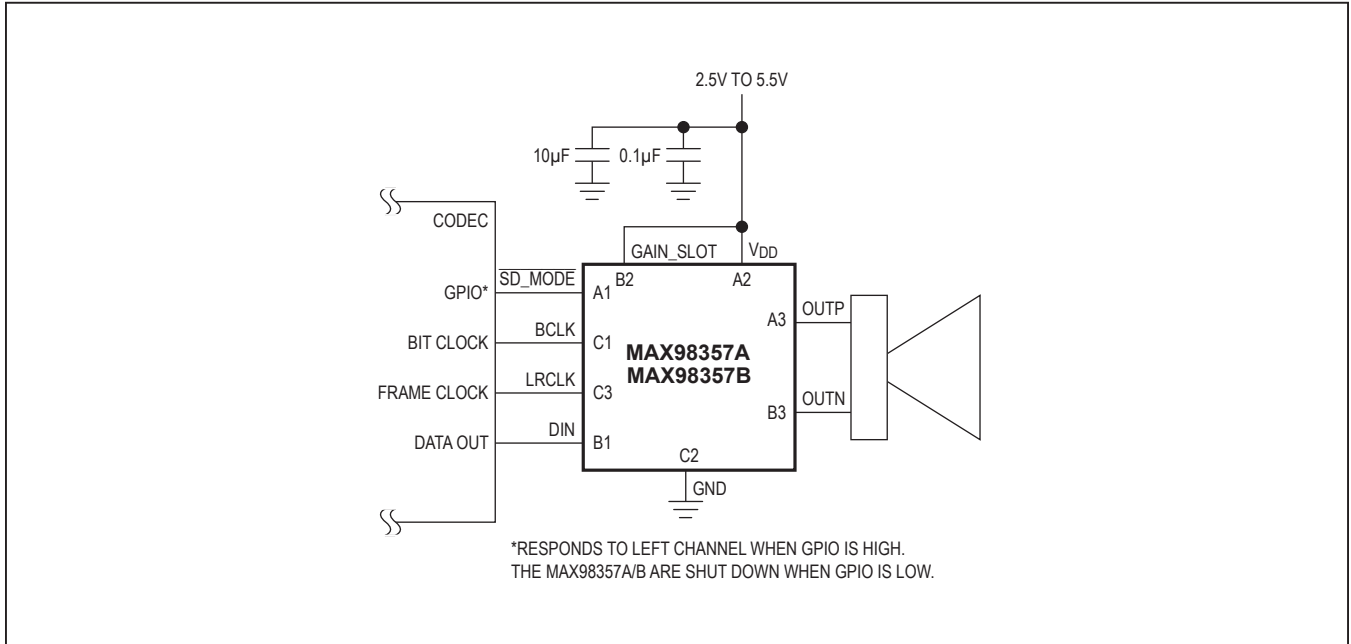 2.5V TO 5.5V
10µF
0.1µF
CODEC
GAIN_SLOT
VDD
SD_MODE
B2
A2
GPIO*
A1
A3
OUTP
BIT CLOCK
BCLK
C1
MAX98357A
MAX98357B
FRAME CLOCK
LRCLK
C3
B3
OUTN
DATA OUT
DIN
B1
C2
GND
*RESPONDS TO LEFT CHANNEL WHEN GPIO IS HIGH.
THE MAX98357A/B ARE SHUT DOWN WHEN GPIO IS LOW.